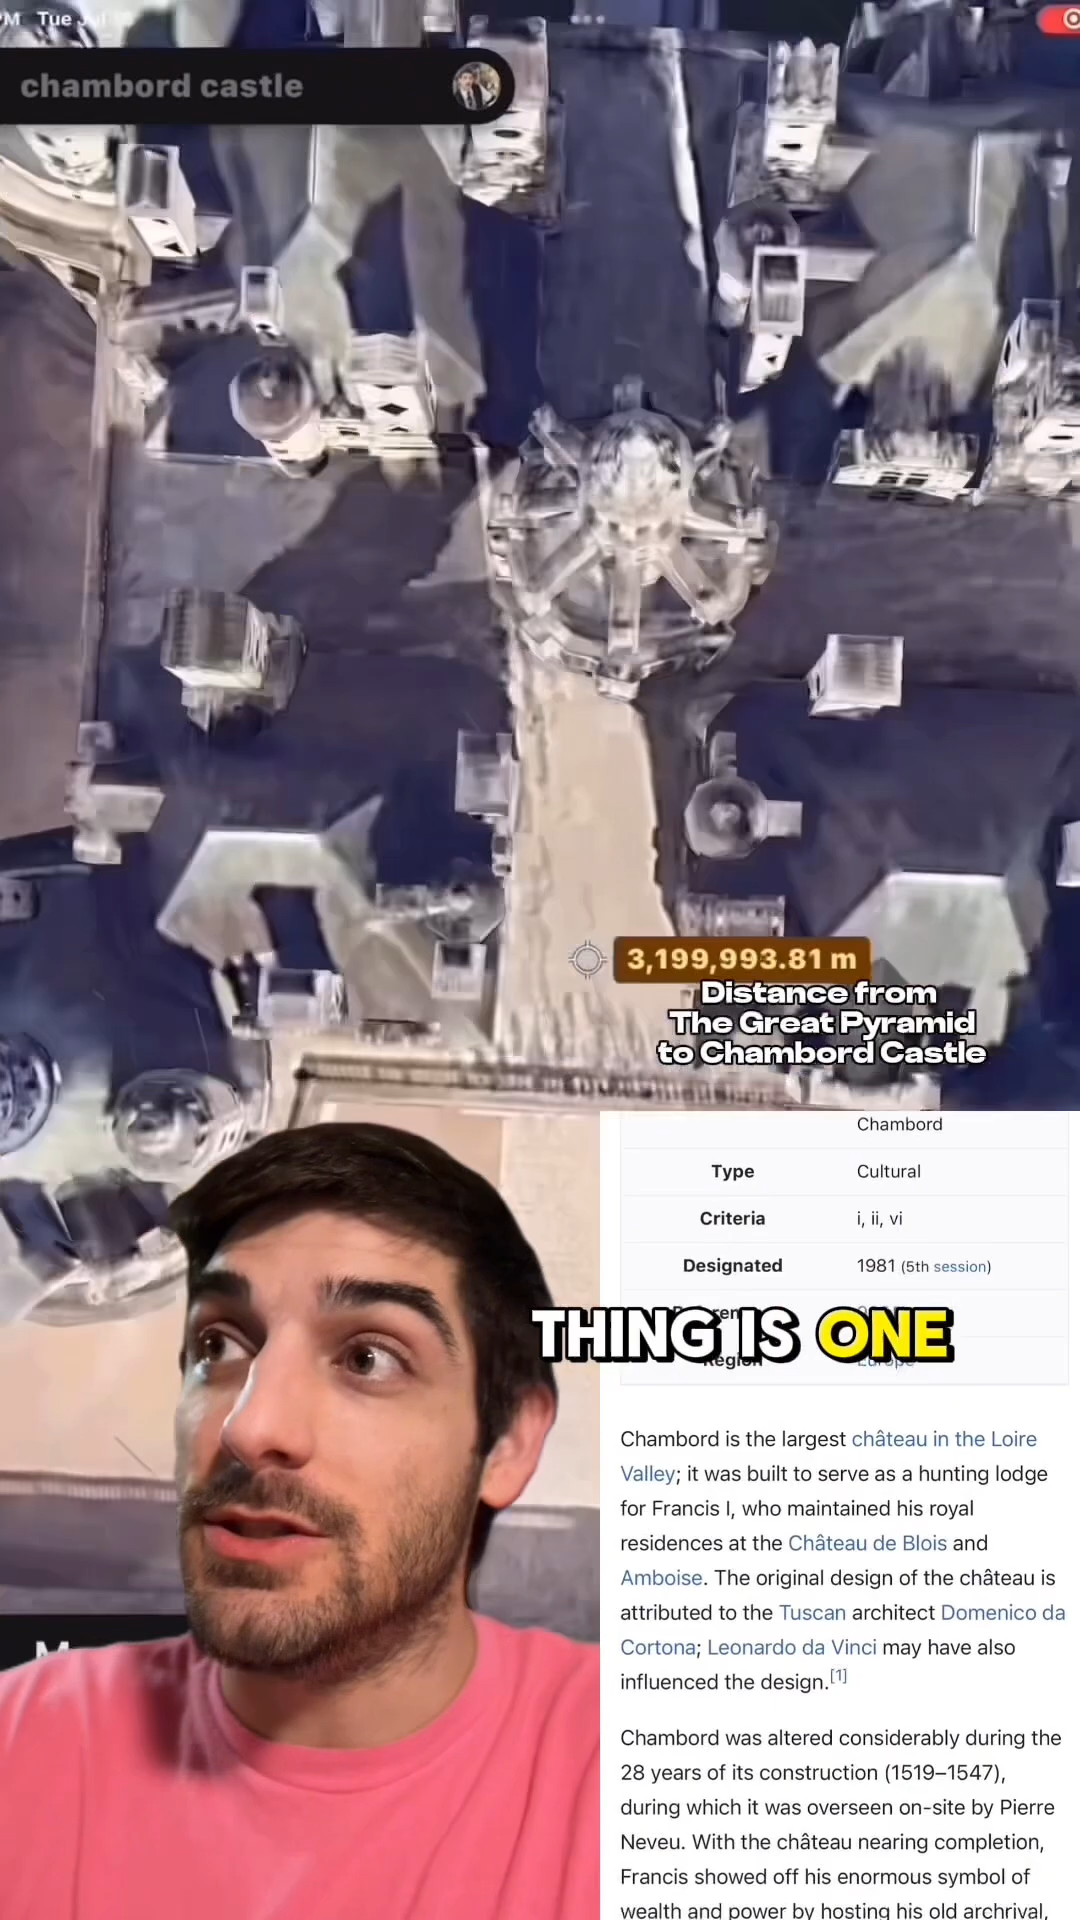 PM Tue Jul
chambord castle
3,199,993.81 m
Distance from
The Great Pyramid
to Chambord Castle
Chambord
Type Cultural
Criteria i, ii, vi
Designated 1981 (5th session)
THING IS ONE
Region Europe
Chambord is the largest château in the Loire
Valley; it was built to serve as a hunting lodge
for Francis I, who maintained his royal
residences at the Château de Blois and
Amboise. The original design of the château is
attributed to the Tuscan architect Domenico da
Cortona; Leonardo da Vinci may have also
influenced the design.[1]
Chambord was altered considerably during the
28 years of its construction (1519–1547),
during which it was overseen on-site by Pierre
Neveu. With the château nearing completion,
Francis showed off his enormous symbol of
wealth and power by hosting his old archrival,